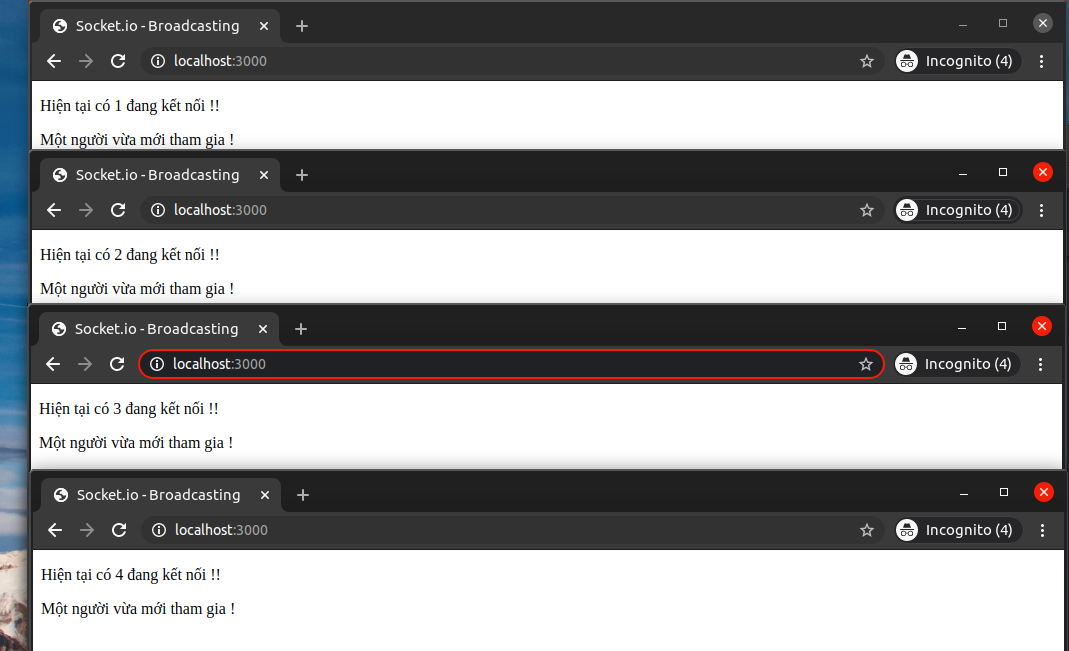 Socket.io - Broadcasting
localhost:3000
Incognito (4)
Hiện tại có 1 đang kết nối !!
Một người vừa mới tham gia !
Socket.io - Broadcasting
localhost:3000
Incognito (4)
Hiện tại có 2 đang kết nối !!
Một người vừa mới tham gia !
Socket.io - Broadcasting
localhost:3000
Incognito (4)
Hiện tại có 3 đang kết nối !!
Một người vừa mới tham gia !
Socket.io - Broadcasting
localhost:3000
Incognito (4)
Hiện tại có 4 đang kết nối !!
Một người vừa mới tham gia !